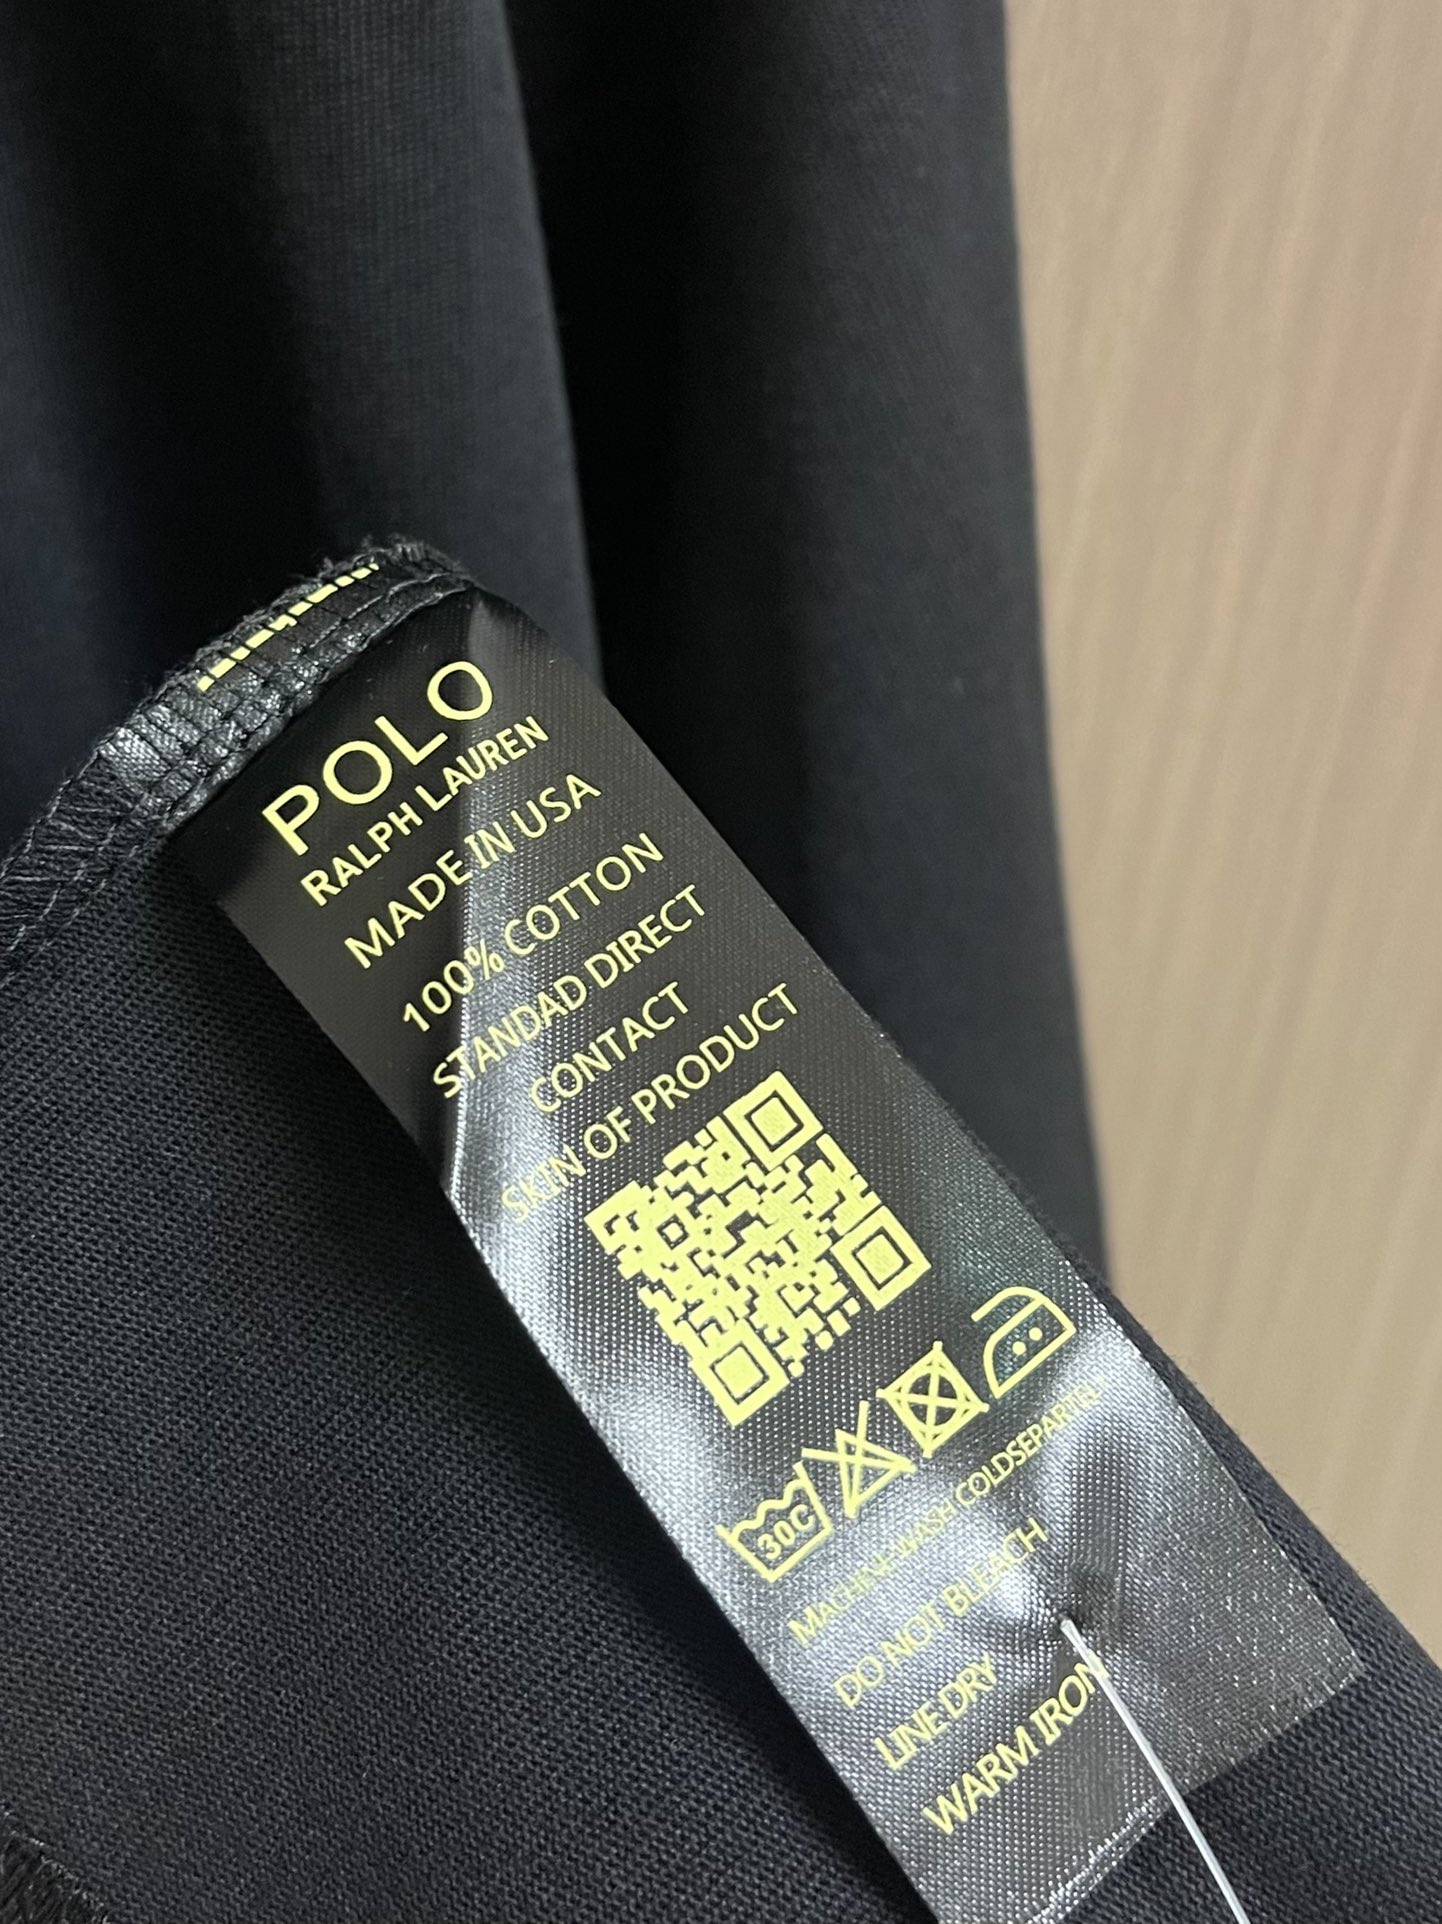 POLO
RALPH LAUREN
MADE IN USA
100% COTTON
STANDAD DIRECT
CONTACT
SKIN OF PRODUCT
30C
MACHINE WASH
DO NOT BLEACH
LINE DRY
WARM IRON